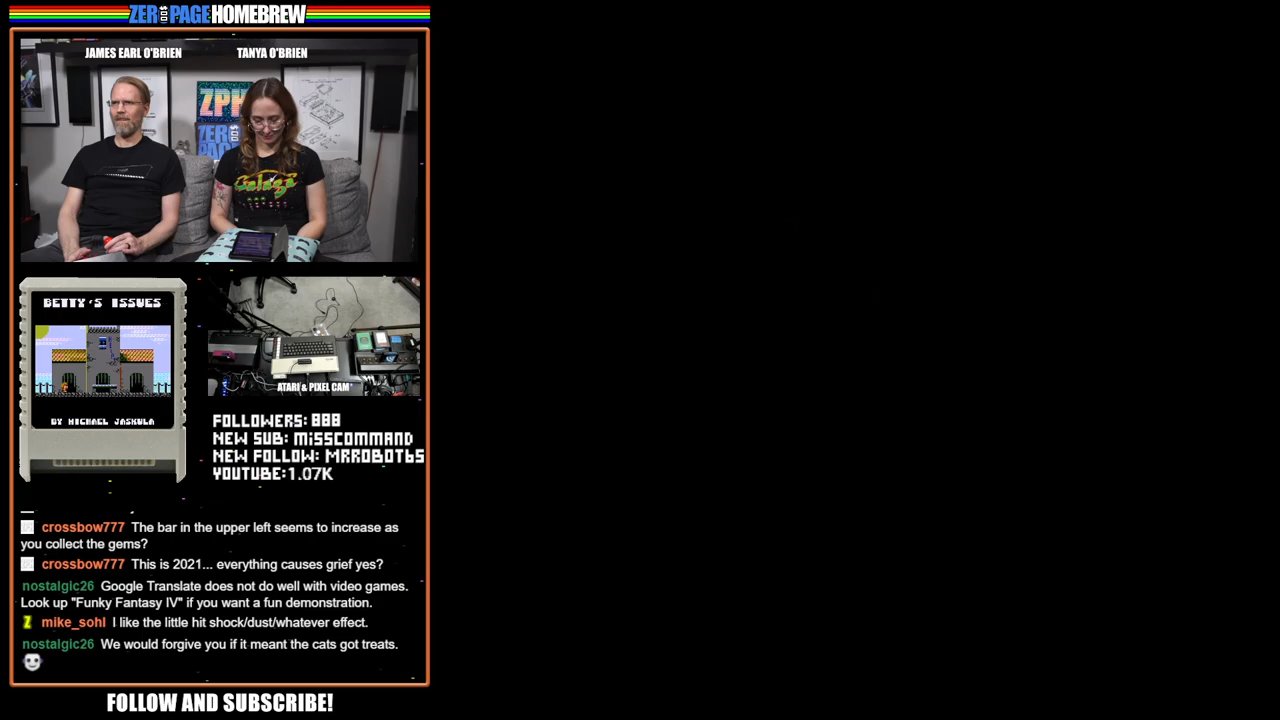 ZEROPAGE HOMEBREW
JAMES EARL O'BRIEN
TANYA O'BRIEN
ZPH
Galaga
BETTY'S ISSUES
BY MICHAEL JASKULA
ATARI & PIXEL CAM
FOLLOWERS: 888
NEW SUB: MISSCOMMAND
NEW FOLLOW: MRROBOT65
YOUTUBE:1.07K
crossbow777 The bar in the upper left seems to increase as
you collect the gems?
crossbow777 This is 2021... everything causes grief yes?
nostalgic26 Google Translate does not do well with video games.
Look up "Funky Fantasy IV" if you want a fun demonstration.
Z mike_sohl I like the little hit shock/dust/whatever effect.
nostalgic26 We would forgive you if it meant the cats got treats.
FOLLOW AND SUBSCRIBE!